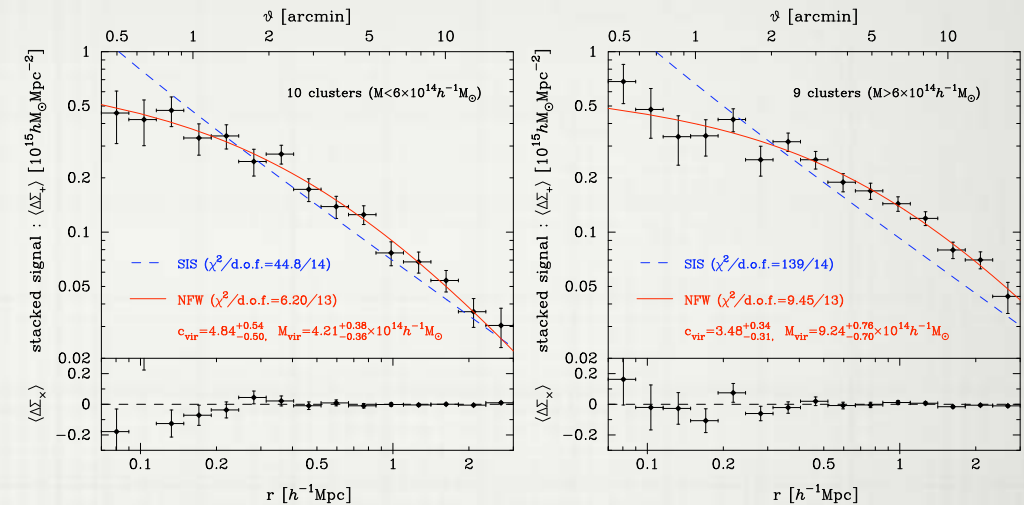 ϑ [arcmin]
0.5 1 2 5 10
stacked signal : ⟨ΔΣ₊⟩ [10¹⁵hM⊙Mpc⁻²]
1
0.5
0.2
0.1
0.05
0.02
10 clusters (M<6×10¹⁴h⁻¹M⊙)
SIS (χ²/d.o.f.=44.8/14)
NFW (χ²/d.o.f.=6.20/13)
c_vir=4.84+0.54−0.50, M_vir=4.21+0.38−0.36×10¹⁴h⁻¹M⊙
⟨ΔΣ×⟩
0.2
0
−0.2
0.1 0.2 0.5 1 2
r [h⁻¹Mpc]
ϑ [arcmin]
0.5 1 2 5 10
stacked signal : ⟨ΔΣ₊⟩ [10¹⁵hM⊙Mpc⁻²]
1
0.5
0.2
0.1
0.05
0.02
9 clusters (M>6×10¹⁴h⁻¹M⊙)
SIS (χ²/d.o.f.=139/14)
NFW (χ²/d.o.f.=9.45/13)
c_vir=3.48+0.34−0.31, M_vir=9.24+0.76−0.70×10¹⁴h⁻¹M⊙
⟨ΔΣ×⟩
0.2
0
−0.2
0.1 0.2 0.5 1 2
r [h⁻¹Mpc]